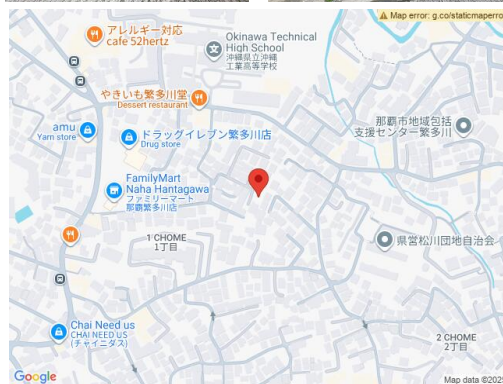 Map error: g.co/staticmaperro
アレルギー対応
cafe 52hertz
Okinawa Technical
High School
沖縄県立沖縄
工業高等学校
やきいも繁多川堂
Dessert restaurant
amu
Yarn store
ドラッグイレブン繁多川店
Drug store
那覇市地域包括
支援センター繁多川
FamilyMart
Naha Hantagawa
ファミリーマート
那覇繁多川店
1 CHOME
1丁目
県営松川団地自治会
Chai Need us
CHAI NEED US
(チャイニダス)
2 CHOME
2丁目
Google
Map data ©202